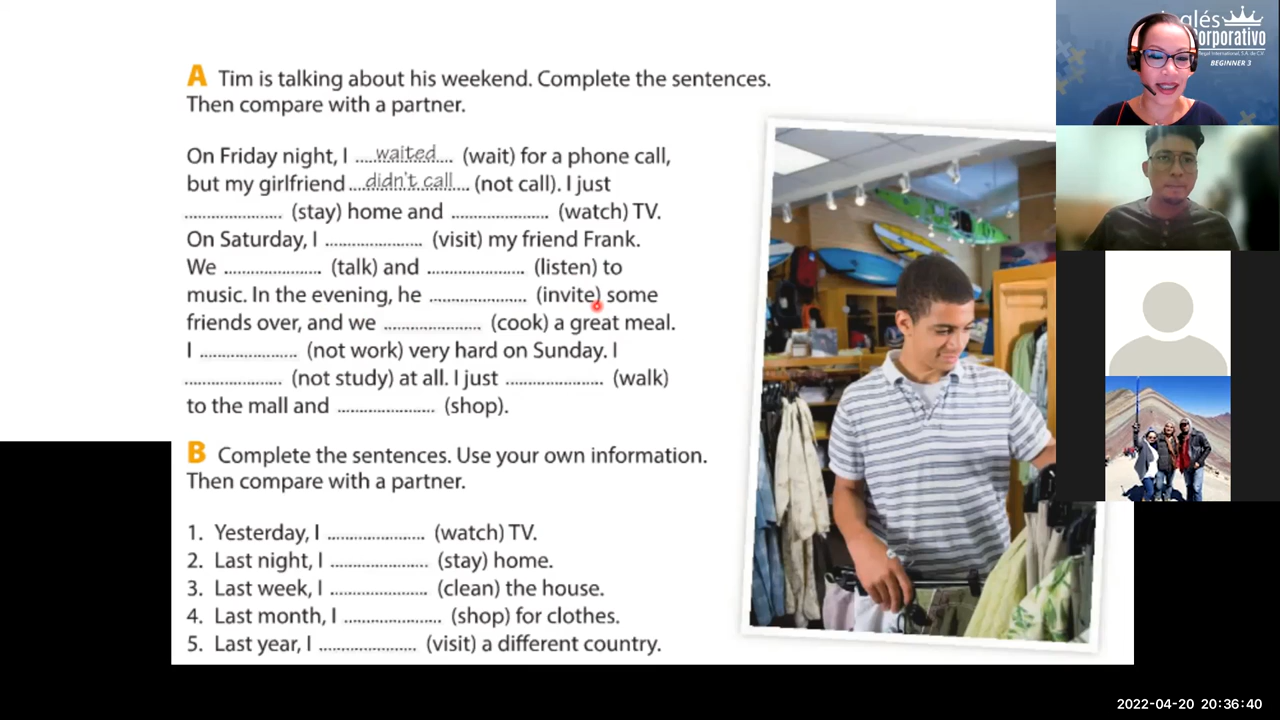 A Tim is talking about his weekend. Complete the sentences.
Then compare with a partner.
On Friday night, I ....waited.... (wait) for a phone call,
but my girlfriend ....didn't call.... (not call). I just
...................... (stay) home and ...................... (watch) TV.
On Saturday, I ...................... (visit) my friend Frank.
We ...................... (talk) and ...................... (listen) to
music. In the evening, he ...................... (invite) some
friends over, and we ...................... (cook) a great meal.
I ...................... (not work) very hard on Sunday. I
...................... (not study) at all. I just ...................... (walk)
to the mall and ...................... (shop).
B Complete the sentences. Use your own information.
Then compare with a partner.
1. Yesterday, I ...................... (watch) TV.
2. Last night, I ...................... (stay) home.
3. Last week, I ...................... (clean) the house.
4. Last month, I ...................... (shop) for clothes.
5. Last year, I ...................... (visit) a different country.
BEGINNER 3
2022-04-20 20:36:40